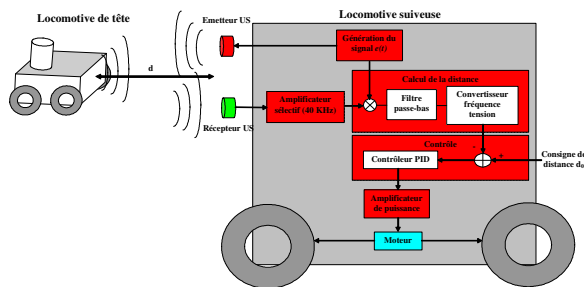 Locomotive de tête
Locomotive suiveuse
Emetteur US
Génération du
signal e(t)
d
Calcul de la distance
Amplificateur
sélectif (40 KHz)
Filtre
passe-bas
Convertisseur
fréquence
tension
Récepteur US
Contrôle
Contrôleur PID
-
+
Consigne de
distance d₀
Amplificateur
de puissance
Moteur